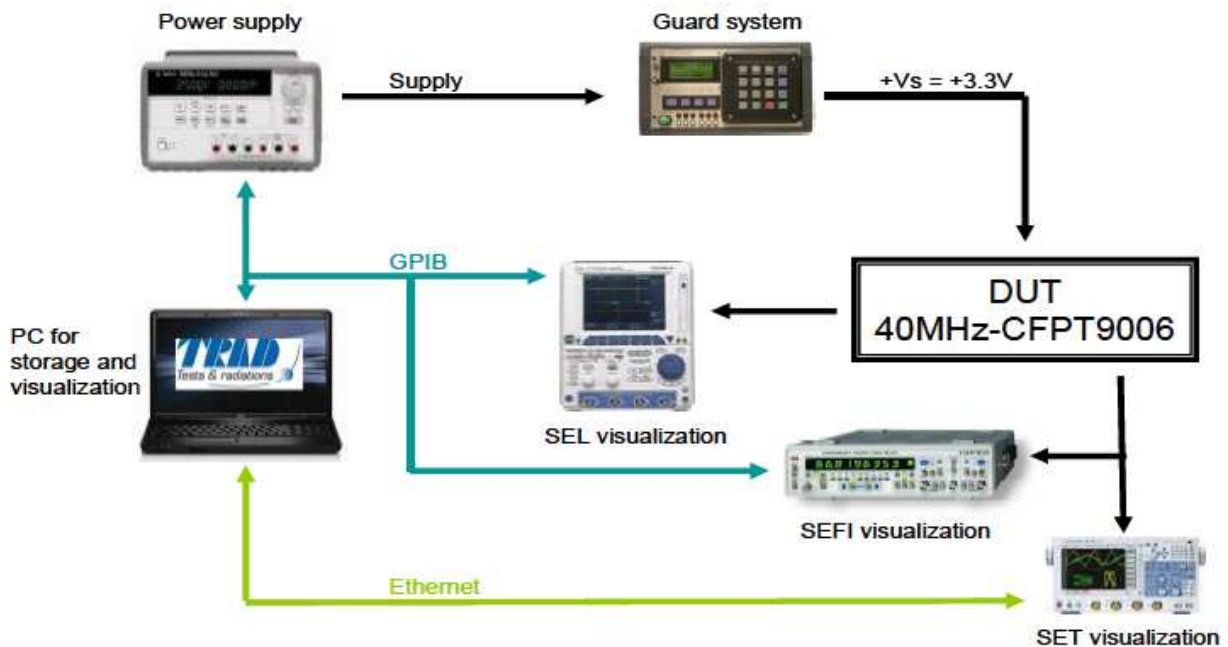 Power supply
Guard system
Supply
+Vs = +3.3V
GPIB
DUT
40MHz-CFPT9006
PC for
storage and
visualization
TRAD
Tests & radiations
SEL visualization
SEFI visualization
Ethernet
SET visualization